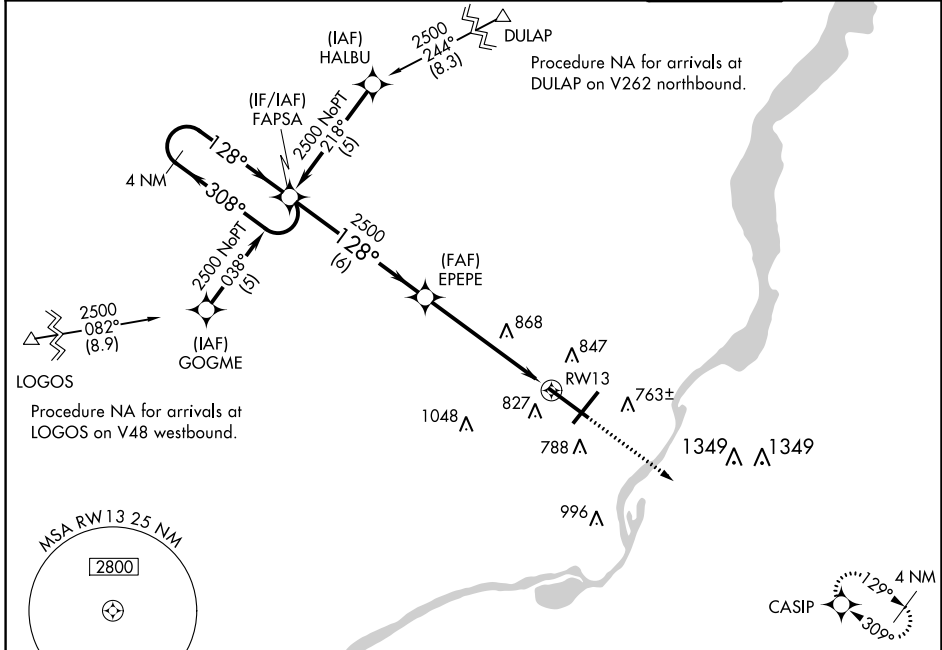 (IAF)
HALBU
2500
244°
(8.3)
DULAP
Procedure NA for arrivals at
DULAP on V262 northbound.
(IF/IAF)
FAPSA
2500 NoPT
218°
(5)
128°
4 NM
308°
2500
128°
(6)
2500 NoPT
038°
(5)
(FAF)
EPEPE
2500
082°
(8.9)
LOGOS
(IAF)
GOGME
Procedure NA for arrivals at
LOGOS on V48 westbound.
868
847
RW13
827
763±
1048
788
1349
1349
996
MSA RW13 25 NM
2800
CASIP
129°
4 NM
309°